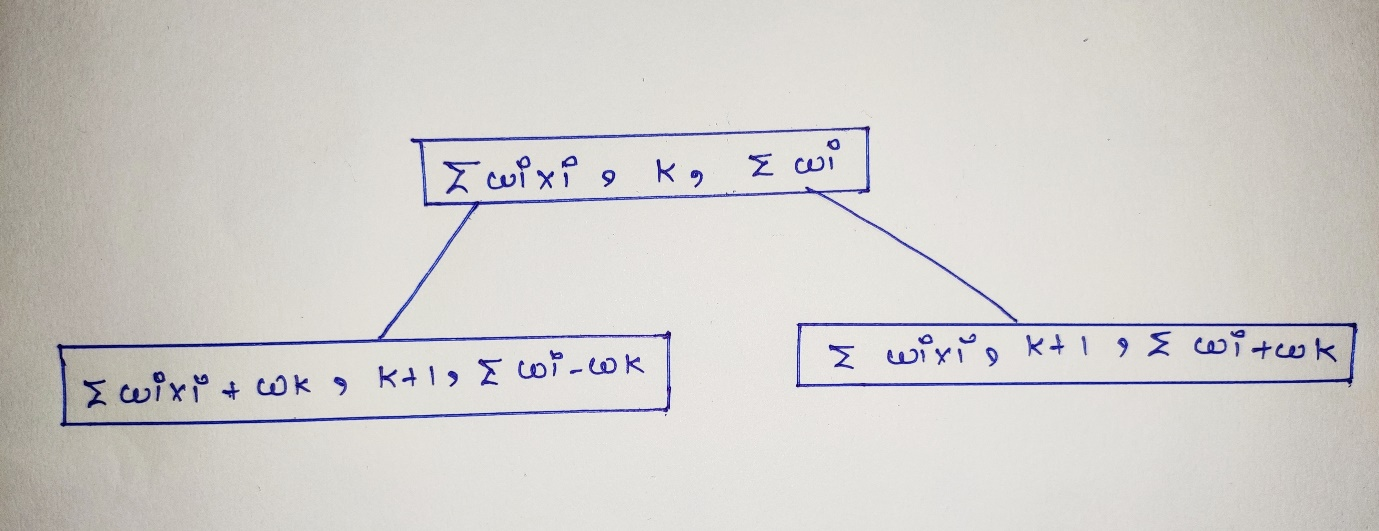 Σ wixi, k, Σ wi
Σ wixi + wk, k+1, Σ wi-wk
Σ wixi, k+1, Σ wi+wk